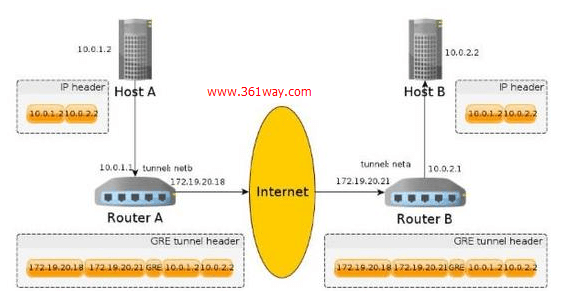 10.0.1.2
Host A
www.361way.com
10.0.2.2
Host B
IP header
10.0.1.2 10.0.2.2
IP header
10.0.1.2 10.0.2.2
10.0.1.1
tunnel: netb
172.19.20.18
Router A
Internet
tunnel: neta
10.0.2.1
172.19.20.21
Router B
GRE tunnel header
172.19.20.18 172.19.20.21 GRE 10.0.1.2 10.0.2.2
GRE tunnel header
172.19.20.18 172.19.20.21 GRE 10.0.1.2 10.0.2.2